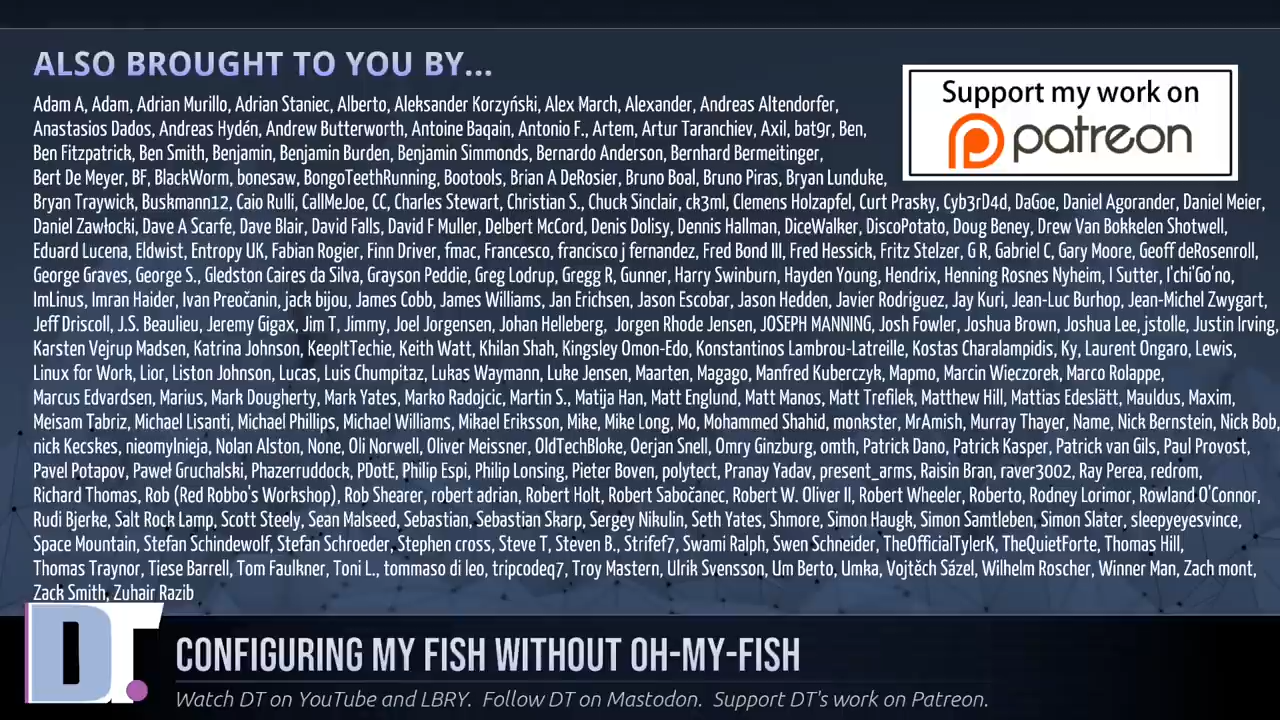 ALSO BROUGHT TO YOU BY...
Support my work on
patreon
Adam A, Adam, Adrian Murillo, Adrian Staniec, Alberto, Aleksander Korzyński, Alex March, Alexander, Andreas Altendorfer,
Anastasios Dados, Andreas Hydén, Andrew Butterworth, Antoine Baqain, Antonio F., Artem, Artur Taranchiev, Axil, bat9r, Ben,
Ben Fitzpatrick, Ben Smith, Benjamin, Benjamin Burden, Benjamin Simmonds, Bernardo Anderson, Bernhard Bermeitinger,
Bert De Meyer, BF, BlackWorm, bonesaw, BongoTeethRunning, Bootools, Brian A DeRosier, Bruno Boal, Bruno Piras, Bryan Lunduke,
Bryan Traywick, Buskmann12, Caio Rulli, CallMeJoe, CC, Charles Stewart, Christian S., Chuck Sinclair, ck3ml, Clemens Holzapfel, Curt Prasky, Cyb3rD4d, DaGoe, Daniel Agorander, Daniel Meier,
Daniel Zawłocki, Dave A Scarfe, Dave Blair, David Falls, David F Muller, Delbert McCord, Denis Dolisy, Dennis Hallman, DiceWalker, DiscoPotato, Doug Beney, Drew Van Bokkelen Shotwell,
Eduard Lucena, Eldwist, Entropy UK, Fabian Rogier, Finn Driver, fmac, Francesco, francisco j fernandez, Fred Bond III, Fred Hessick, Fritz Stelzer, G R, Gabriel C, Gary Moore, Geoff deRosenroll,
George Graves, George S., Gledston Caires da Silva, Grayson Peddie, Greg Lodrup, Gregg R, Gunner, Harry Swinburn, Hayden Young, Hendrix, Henning Rosnes Nyheim, I Sutter, I'chi'Go'no,
ImLinus, Imran Haider, Ivan Preočanin, jack bijou, James Cobb, James Williams, Jan Erichsen, Jason Escobar, Jason Hedden, Javier Rodriguez, Jay Kuri, Jean-Luc Burhop, Jean-Michel Zwygart,
Jeff Driscoll, J.S. Beaulieu, Jeremy Gigax, Jim T, Jimmy, Joel Jorgensen, Johan Helleberg, Jorgen Rhode Jensen, JOSEPH MANNING, Josh Fowler, Joshua Brown, Joshua Lee, jstolle, Justin Irving,
Karsten Vejrup Madsen, Katrina Johnson, KeepItTechie, Keith Watt, Khilan Shah, Kingsley Omon-Edo, Konstantinos Lambrou-Latreille, Kostas Charalampidis, Ky, Laurent Ongaro, Lewis,
Linux for Work, Lior, Liston Johnson, Lucas, Luis Chumpitaz, Lukas Waymann, Luke Jensen, Maarten, Magago, Manfred Kuberczyk, Mapmo, Marcin Wieczorek, Marco Rolappe,
Marcus Edvardsen, Marius, Mark Dougherty, Mark Yates, Marko Radojcic, Martin S., Matija Han, Matt Englund, Matt Manos, Matt Trefilek, Matthew Hill, Mattias Edeslätt, Mauldus, Maxim,
Meisam Tabriz, Michael Lisanti, Michael Phillips, Michael Williams, Mikael Eriksson, Mike, Mike Long, Mo, Mohammed Shahid, monkster, MrAmish, Murray Thayer, Name, Nick Bernstein, Nick Bob,
nick Kecskes, nieomylnieja, Nolan Alston, None, Oli Norwell, Oliver Meissner, OldTechBloke, Oerjan Snell, Omry Ginzburg, omth, Patrick Dano, Patrick Kasper, Patrick van Gils, Paul Provost,
Pavel Potapov, Paweł Gruchalski, Phazerruddock, PDotE, Philip Espi, Philip Lonsing, Pieter Boven, polytect, Pranay Yadav, present_arms, Raisin Bran, raver3002, Ray Perea, redrom,
Richard Thomas, Rob (Red Robbo's Workshop), Rob Shearer, robert adrian, Robert Holt, Robert Sabočanec, Robert W. Oliver II, Robert Wheeler, Roberto, Rodney Lorimor, Rowland O'Connor,
Rudi Bjerke, Salt Rock Lamp, Scott Steely, Sean Malseed, Sebastian, Sebastian Skarp, Sergey Nikulin, Seth Yates, Shmore, Simon Haugk, Simon Samtleben, Simon Slater, sleepyeyesvince,
Space Mountain, Stefan Schindewolf, Stefan Schroeder, Stephen cross, Steve T, Steven B., Strifef7, Swami Ralph, Swen Schneider, TheOfficialTylerK, TheQuietForte, Thomas Hill,
Thomas Traynor, Tiese Barrell, Tom Faulkner, Toni L., tommaso di leo, tripcodeq7, Troy Mastern, Ulrik Svensson, Um Berto, Umka, Vojtěch Sázel, Wilhelm Roscher, Winner Man, Zach mont,
Zack Smith, Zuhair Razib
DT.
CONFIGURING MY FISH WITHOUT OH-MY-FISH
Watch DT on YouTube and LBRY. Follow DT on Mastodon. Support DT's work on Patreon.